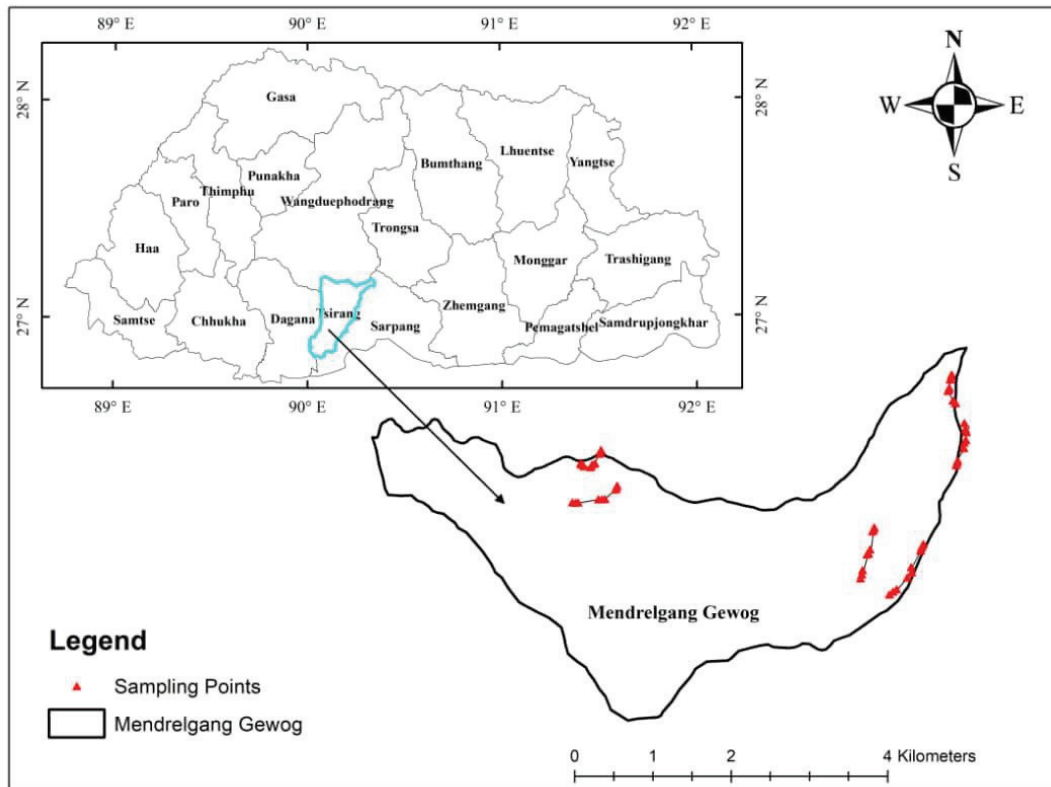 89° E 90° E 91° E 92° E
28° N
28° N
27° N
27° N
Gasa
Punakha
Thimphu
Paro
Wangduephodrang
Bumthang
Lhuentse
Yangtse
Haa
Trongsa
Monggar
Trashigang
Samtse
Chhukha
Dagana
Tsirang
Sarpang
Zhemgang
Pemagatshel
Samdrupjongkhar
89° E 90° E 91° E 92° E
N
W E
S
Mendrelgang Gewog
Legend
Sampling Points
Mendrelgang Gewog
0 1 2 4 Kilometers